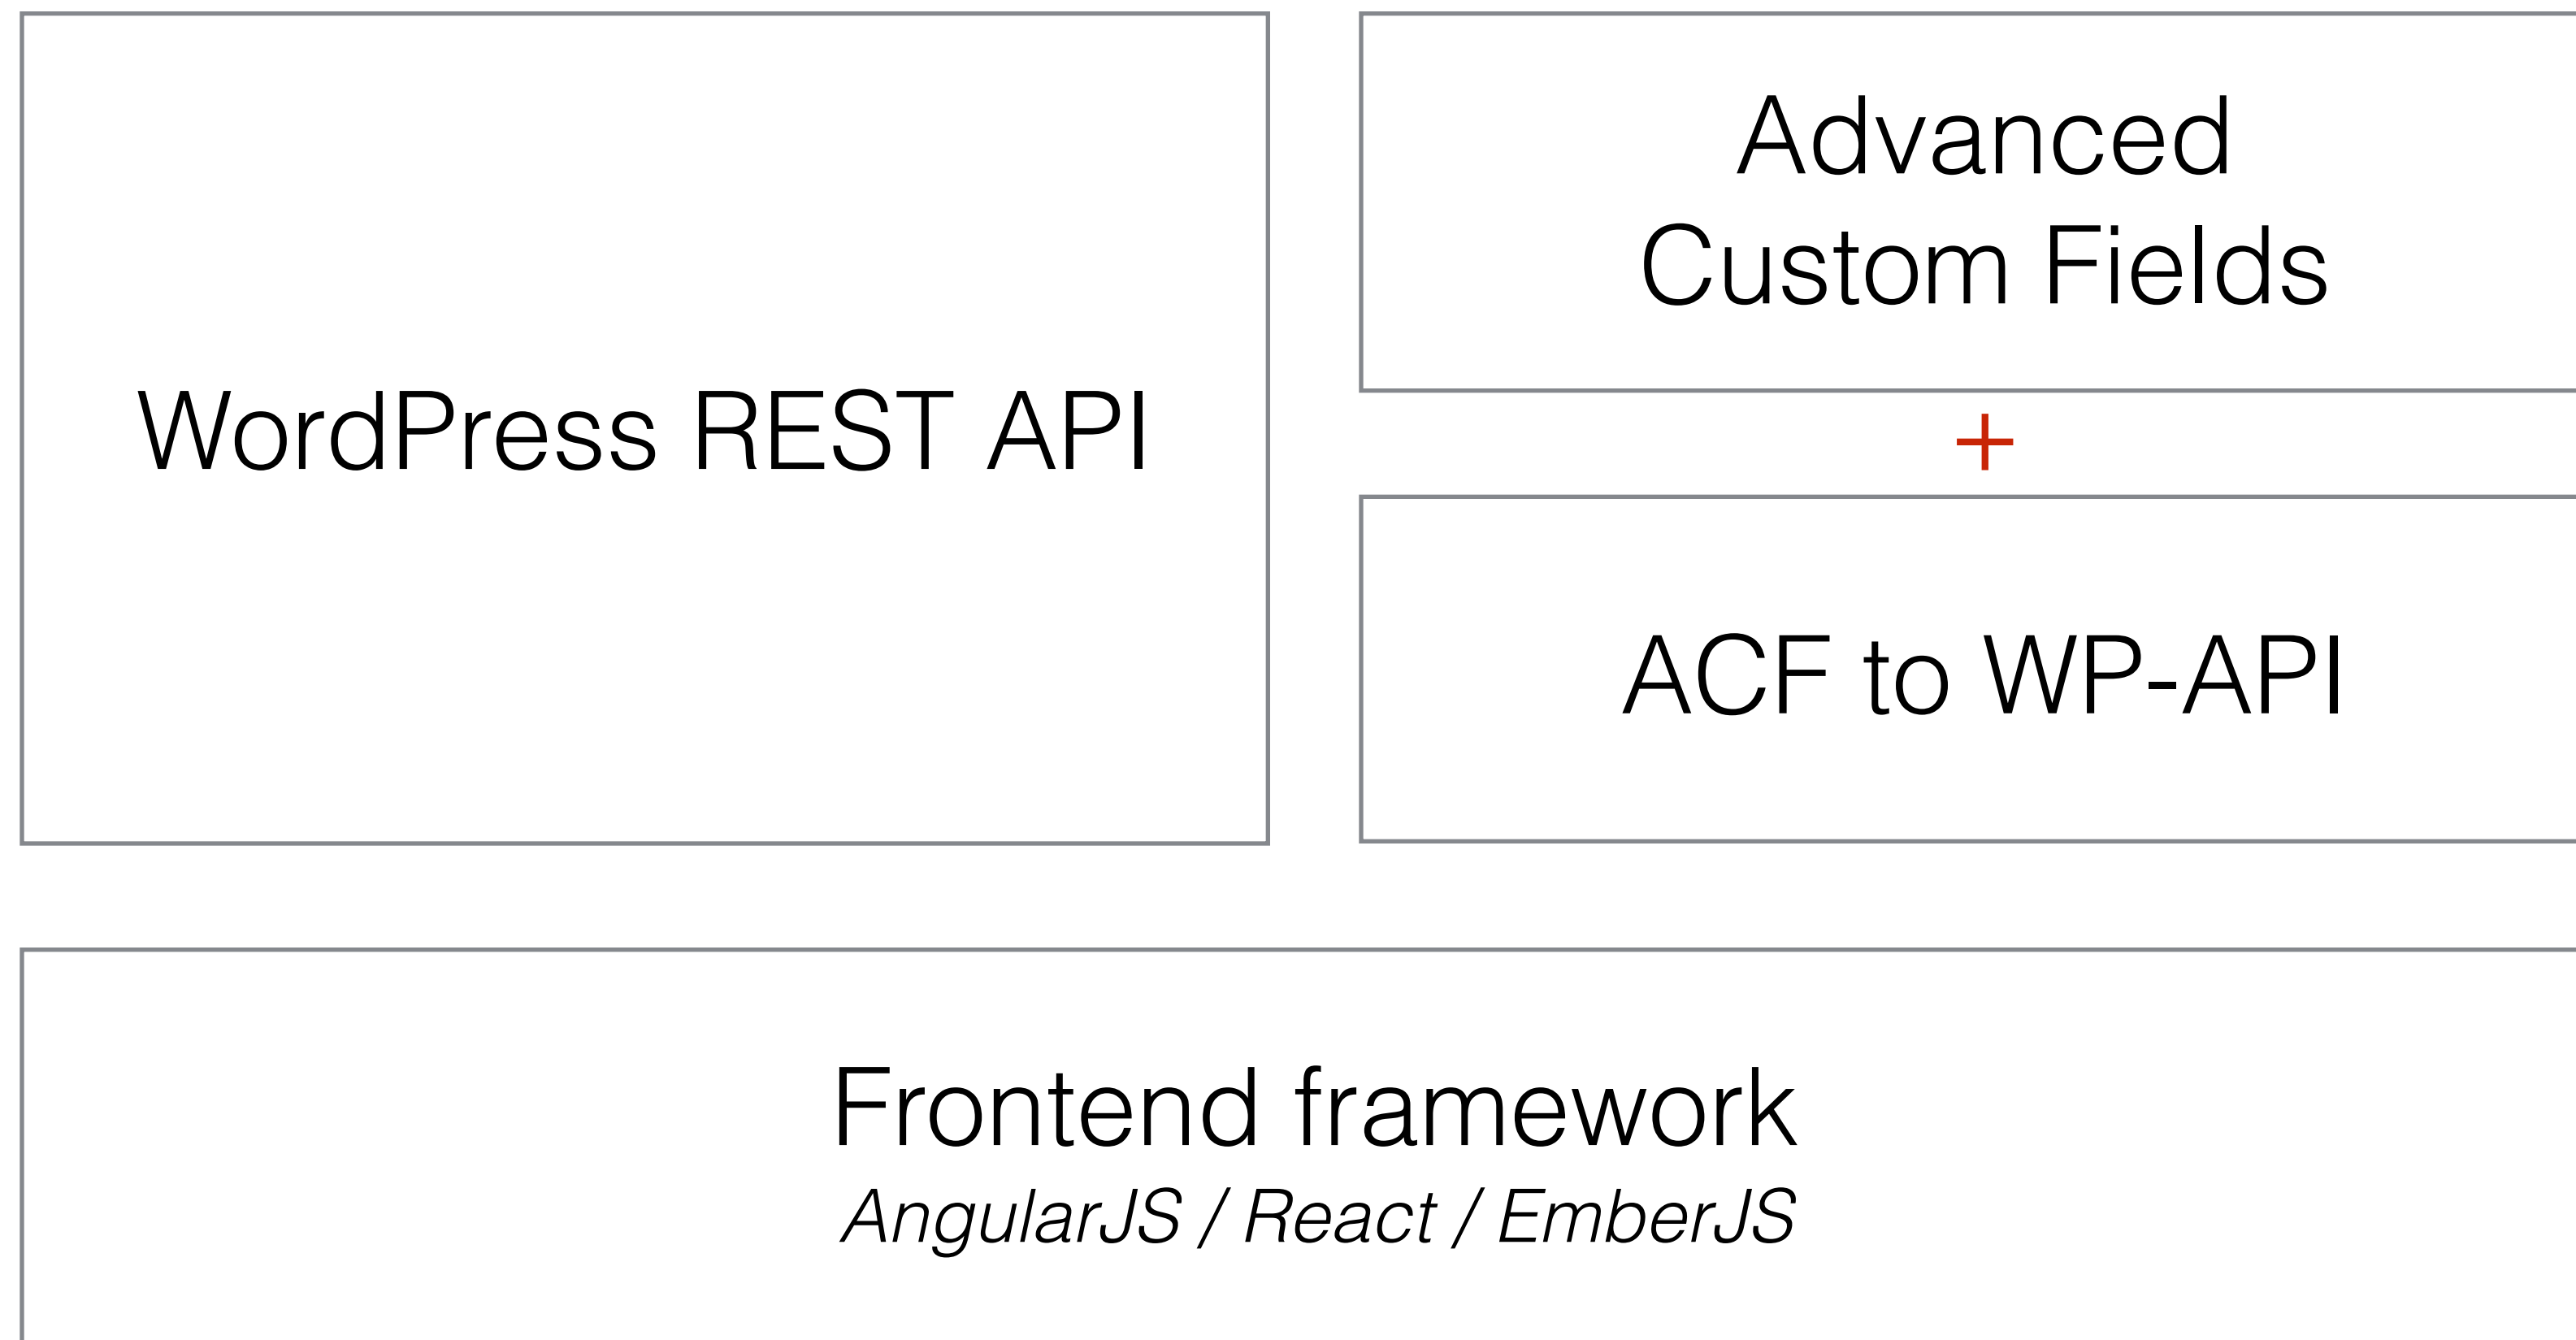 WordPress REST API
Advanced
Custom Fields
+
ACF to WP-API
Frontend framework
AngularJS / React / EmberJS